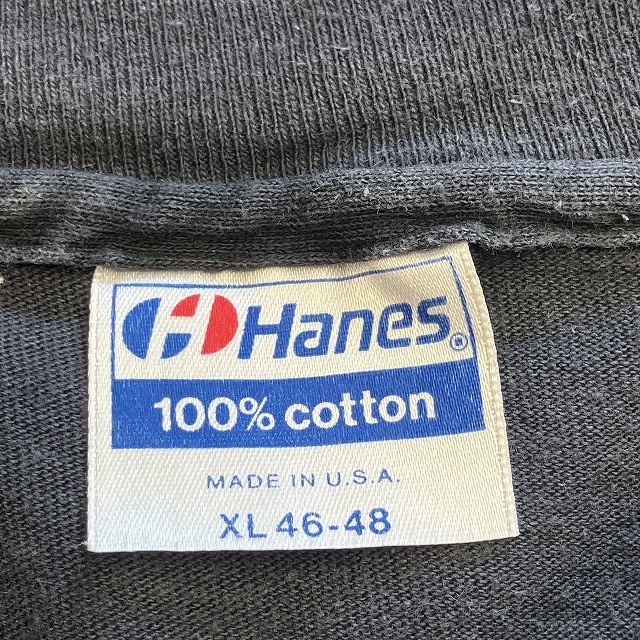 Hanes®
100% cotton
MADE IN U.S.A.
XL 46-48